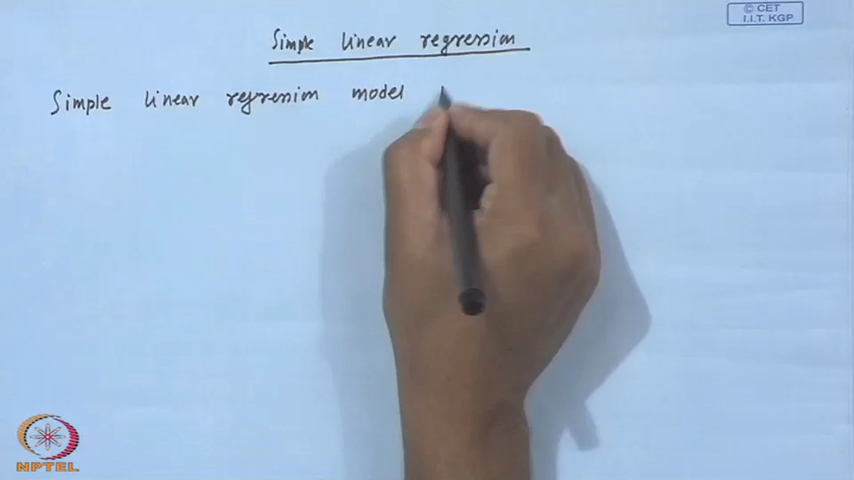 © CET
I.I.T. KGP
Simple linear regression
Simple linear regression model
NPTEL